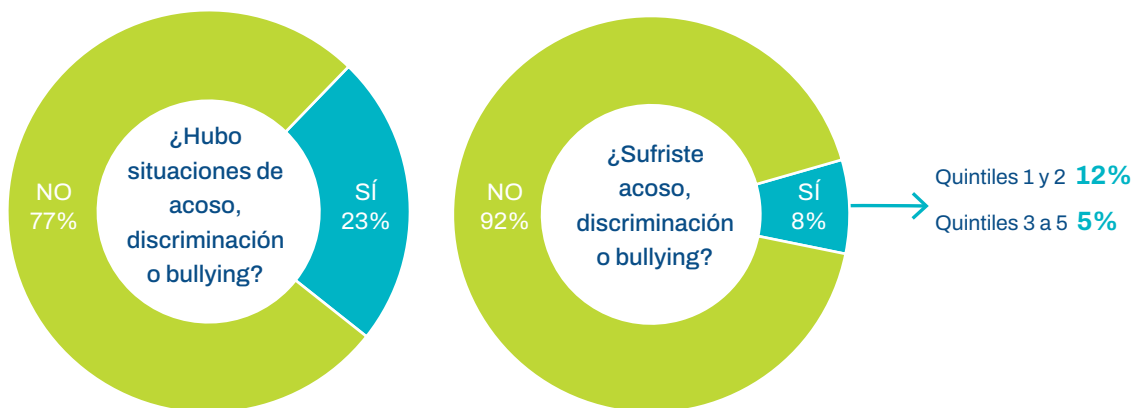 ¿Hubo
situaciones de
acoso,
discriminación
o bullying?
NO
77%
SÍ
23%
¿Sufriste
acoso,
discriminación
o bullying?
NO
92%
SÍ
8%
Quintiles 1 y 2 12%
Quintiles 3 a 5 5%